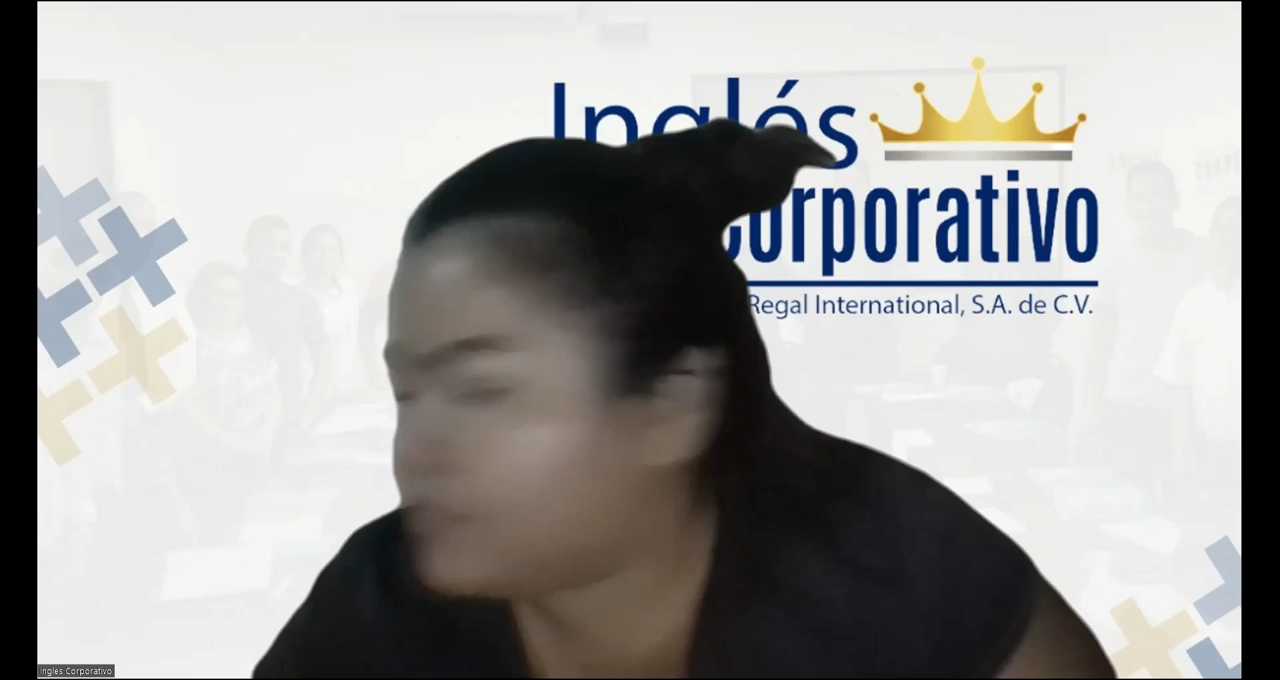 Inglés
Corporativo
Regal International, S.A. de C.V.
Ingles Corporativo